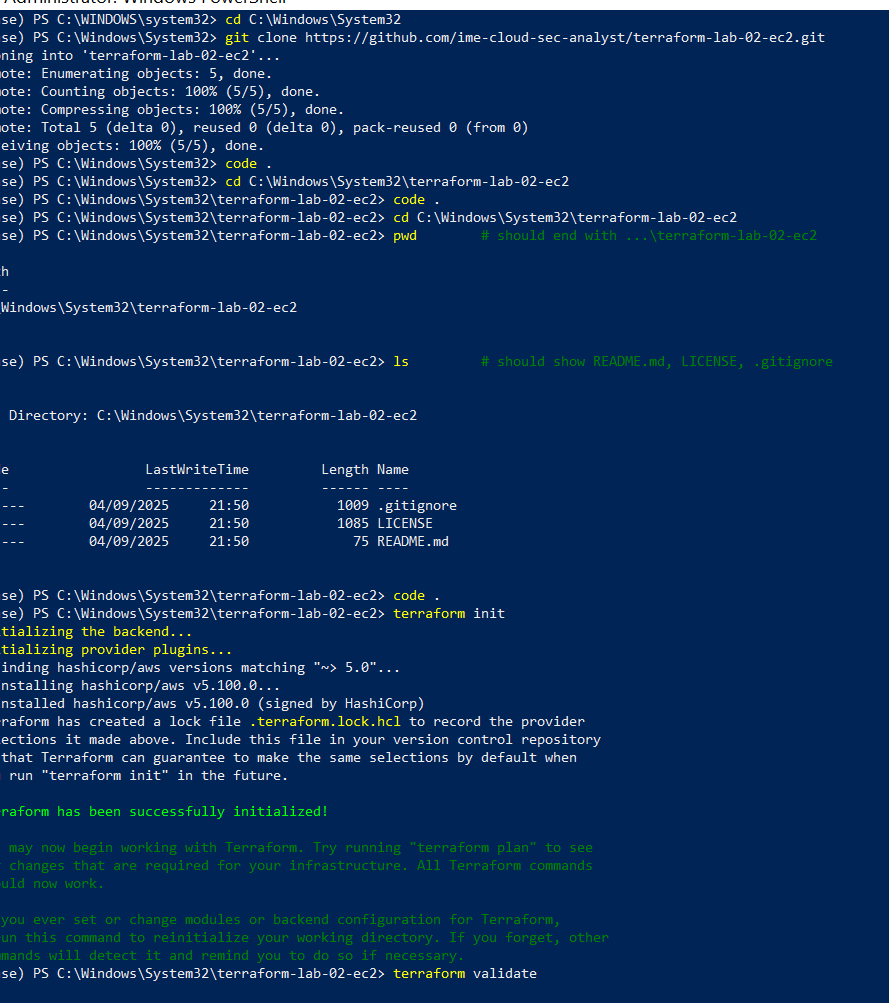 Administrator: Windows PowerShell
se) PS C:\WINDOWS\system32> cd C:\Windows\System32
se) PS C:\Windows\System32> git clone https://github.com/ime-cloud-sec-analyst/terraform-lab-02-ec2.git
oning into 'terraform-lab-02-ec2'...
ote: Enumerating objects: 5, done.
ote: Counting objects: 100% (5/5), done.
ote: Compressing objects: 100% (5/5), done.
ote: Total 5 (delta 0), reused 0 (delta 0), pack-reused 0 (from 0)
eiving objects: 100% (5/5), done.
se) PS C:\Windows\System32> code .
se) PS C:\Windows\System32> cd C:\Windows\System32\terraform-lab-02-ec2
se) PS C:\Windows\System32\terraform-lab-02-ec2> code .
se) PS C:\Windows\System32\terraform-lab-02-ec2> cd C:\Windows\System32\terraform-lab-02-ec2
se) PS C:\Windows\System32\terraform-lab-02-ec2> pwd        # should end with ...\terraform-lab-02-ec2
h
-
Windows\System32\terraform-lab-02-ec2
se) PS C:\Windows\System32\terraform-lab-02-ec2> ls         # should show README.md, LICENSE, .gitignore
Directory: C:\Windows\System32\terraform-lab-02-ec2
e                 LastWriteTime         Length Name
-                 -------------         ------ ----
---        04/09/2025     21:50           1009 .gitignore
---        04/09/2025     21:50           1085 LICENSE
---        04/09/2025     21:50             75 README.md
se) PS C:\Windows\System32\terraform-lab-02-ec2> code .
se) PS C:\Windows\System32\terraform-lab-02-ec2> terraform init
tializing the backend...
tializing provider plugins...
inding hashicorp/aws versions matching "~> 5.0"...
nstalling hashicorp/aws v5.100.0...
nstalled hashicorp/aws v5.100.0 (signed by HashiCorp)
raform has created a lock file .terraform.lock.hcl to record the provider
ections it made above. Include this file in your version control repository
that Terraform can guarantee to make the same selections by default when
run "terraform init" in the future.
raform has been successfully initialized!
may now begin working with Terraform. Try running "terraform plan" to see
changes that are required for your infrastructure. All Terraform commands
uld now work.
you ever set or change modules or backend configuration for Terraform,
un this command to reinitialize your working directory. If you forget, other
mands will detect it and remind you to do so if necessary.
se) PS C:\Windows\System32\terraform-lab-02-ec2> terraform validate